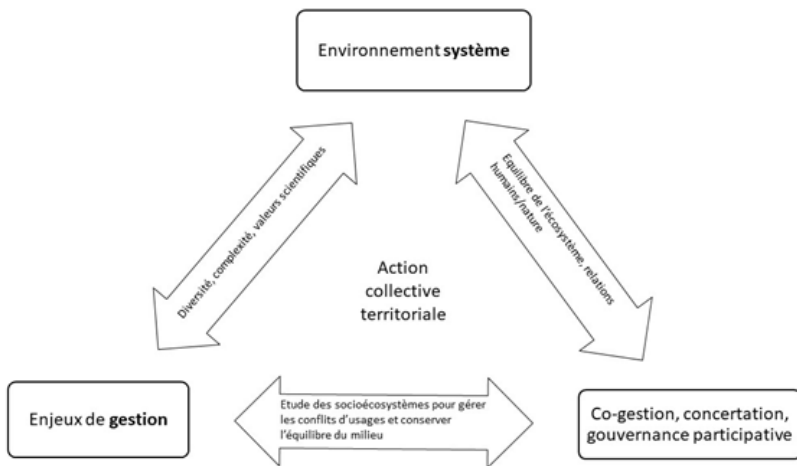 Environnement système
Diversité, complexité, valeurs scientifiques
Equilibre de l'écosystème, relations
humains/nature
Action
collective
territoriale
Enjeux de gestion
Etude des socioécosystèmes pour gérer
les conflits d'usages et conserver
l'équilibre du milieu
Co-gestion, concertation,
gouvernance participative